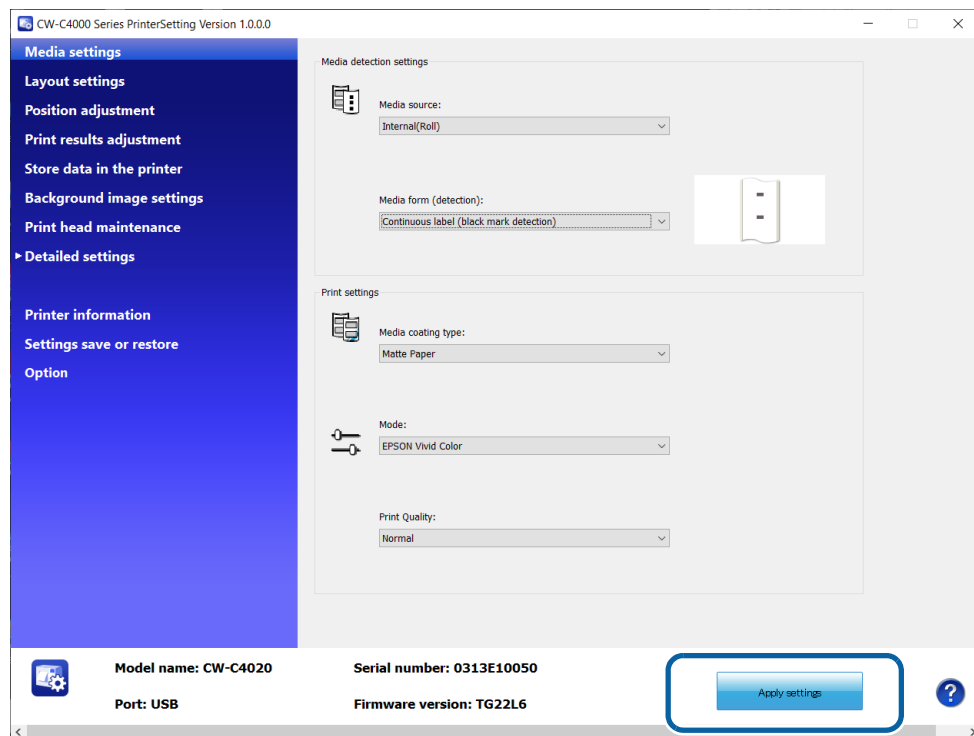 CW-C4000 Series PrinterSetting Version 1.0.0.0
Media settings
Layout settings
Position adjustment
Print results adjustment
Store data in the printer
Background image settings
Print head maintenance
Detailed settings
Printer information
Settings save or restore
Option
Media detection settings
Media source:
Internal(Roll)
Media form (detection):
Continuous label (black mark detection)
Print settings
Media coating type:
Matte Paper
Mode:
EPSON Vivid Color
Print Quality:
Normal
Model name: CW-C4020
Serial number: 0313E10050
Port: USB
Firmware version: TG22L6
Apply settings
?